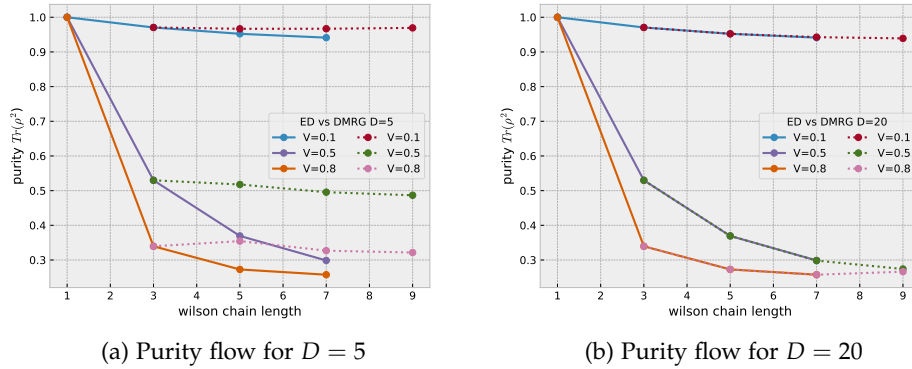 1.0
0.9
0.8
0.7
0.6
0.5
0.4
0.3
purity Tr(ρ²)
ED vs DMRG D=5
V=0.1 V=0.1
V=0.5 V=0.5
V=0.8 V=0.8
1 2 3 4 5 6 7 8 9
wilson chain length
(a) Purity flow for D = 5
1.0
0.9
0.8
0.7
0.6
0.5
0.4
0.3
purity Tr(ρ²)
ED vs DMRG D=20
V=0.1 V=0.1
V=0.5 V=0.5
V=0.8 V=0.8
1 2 3 4 5 6 7 8 9
wilson chain length
(b) Purity flow for D = 20